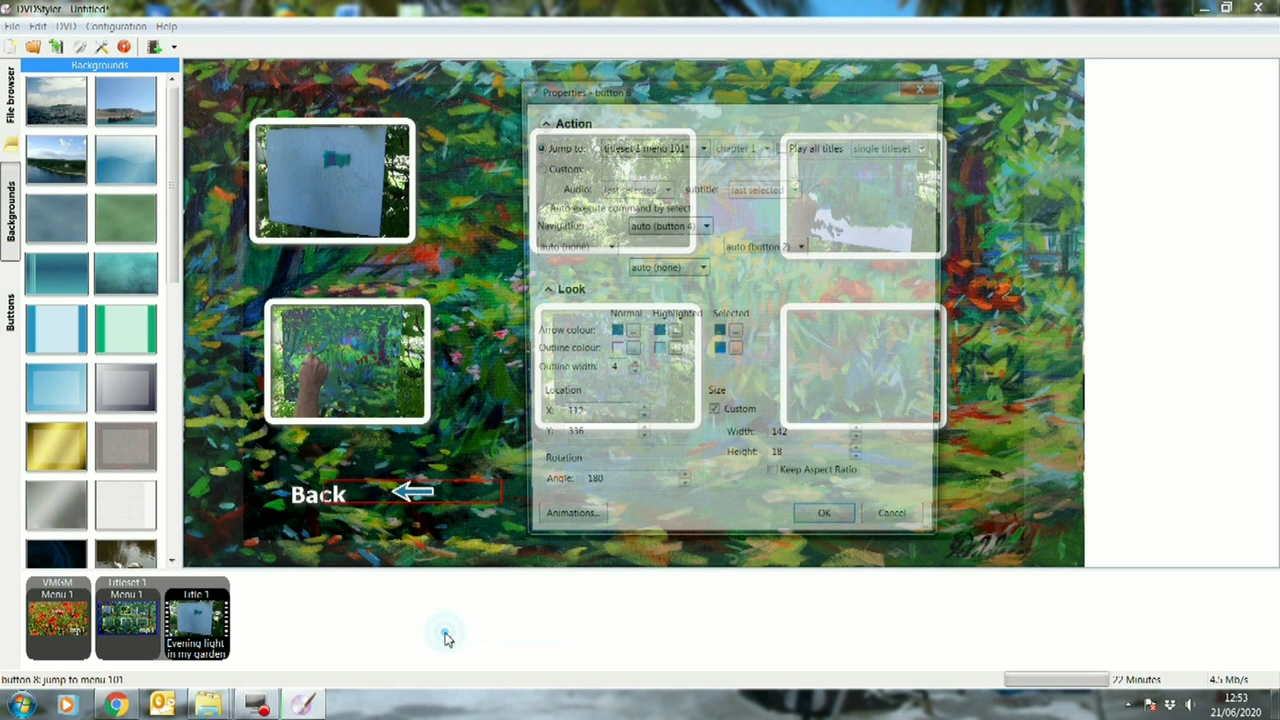 DVDStyler - Untitled*
File Edit DVD Configuration Help
File browser
Backgrounds
Buttons
Backgrounds
Properties - button 8
Action
Jump to: titleset 1 menu 101* chapter 1 Play all titles single titleset
Custom:
Audio: last selected subtitle: last selected
Auto execute command by select
Navigation: auto (button 4)
auto (none) auto (button 2)
auto (none)
Look
Normal Highlighted Selected
Arrow colour: ... ... ...
Outline colour: ... ... ...
Outline width: 4
Location Size
X: 112 Custom
Y: 336 Width: 142
Height: 18
Rotation Keep Aspect Ratio
Angle: 180
Animations... OK Cancel
Back
VMGM Titleset 1
Menu 1 Menu 1 Title 1
Evening light
in my garden
button 8: jump to menu 101 22 Minutes 4.5 Mb/s
12:53
21/06/2020